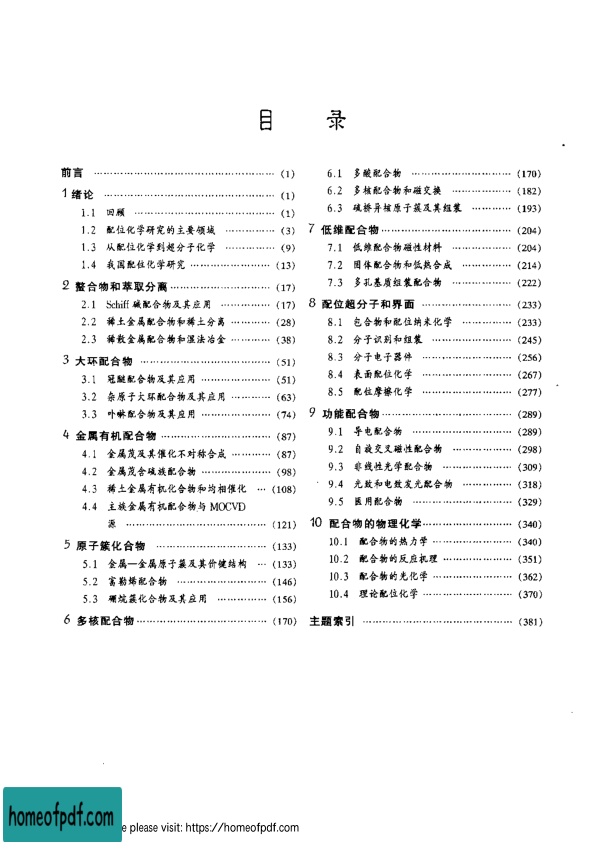 目 录
前言 ……………………………………… (1)
1 绪论 ……………………………………… (1)
1.1 回顾 ……………………………………… (1)
1.2 配位化学研究的主要领域 …………… (3)
1.3 从配位化学到超分子化学 …………… (9)
1.4 我国配位化学研究 …………………… (13)
2 螯合物和萃取分离 …………………… (17)
2.1 Schiff 碱配合物及其应用 …………… (17)
2.2 稀土金属配合物和稀土分离 ………… (28)
2.3 稀散金属配合物和湿法冶金 ………… (38)
3 大环配合物 …………………………… (51)
3.1 冠醚配合物及其应用 ………………… (51)
3.2 杂原子大环配合物及其应用 ………… (63)
3.3 卟啉配合物及其应用 ………………… (74)
4 金属有机配合物 ……………………… (87)
4.1 金属茂及其催化不对称合成 ………… (87)
4.2 金属茂含硫族配合物 ………………… (98)
4.3 稀土金属有机化合物和均相催化 … (108)
4.4 主族金属有机配合物与 MOCVD
源 ……………………………… (121)
5 原子簇化合物 ………………………… (133)
5.1 金属—金属原子簇及其价键结构 … (133)
5.2 富勒烯配合物 ……………………… (146)
5.3 硼烷簇化合物及其应用 …………… (156)
6 多核配合物 …………………………… (170)
6.1 多酸配合物 ……………………… (170)
6.2 多核配合物和磁交换 …………… (182)
6.3 硫桥异核原子簇及其组装 ……… (193)
7 低维配合物 …………………………… (204)
7.1 低维配合物磁性材料 …………… (204)
7.2 固体配合物和低热合成 ………… (214)
7.3 多孔基质组装配合物 …………… (222)
8 配位超分子和界面 …………………… (233)
8.1 包合物和配位纳米化学 ………… (233)
8.2 分子识别和组装 ………………… (245)
8.3 分子电子器件 …………………… (256)
8.4 表面配位化学 …………………… (267)
8.5 配位摩擦化学 …………………… (277)
9 功能配合物 …………………………… (289)
9.1 导电配合物 ……………………… (289)
9.2 自旋交叉磁性配合物 …………… (298)
9.3 非线性光学配合物 ……………… (309)
9.4 光致和电致发光配合物 ………… (318)
9.5 医用配合物 ……………………… (329)
10 配合物的物理化学 ………………… (340)
10.1 配合物的热力学 ……………… (340)
10.2 配合物的反应机理 …………… (351)
10.3 配合物的光化学 ……………… (362)
10.4 理论配位化学 ………………… (370)
主题索引 ……………………………… (381)
homeofpdf.com
e please visit: https://homeofpdf.com